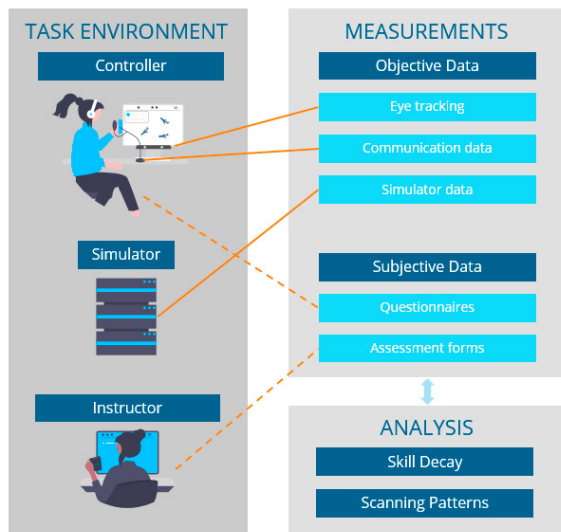 TASK ENVIRONMENT
Controller
Simulator
Instructor
MEASUREMENTS
Objective Data
Eye tracking
Communication data
Simulator data
Subjective Data
Questionnaires
Assessment forms
ANALYSIS
Skill Decay
Scanning Patterns